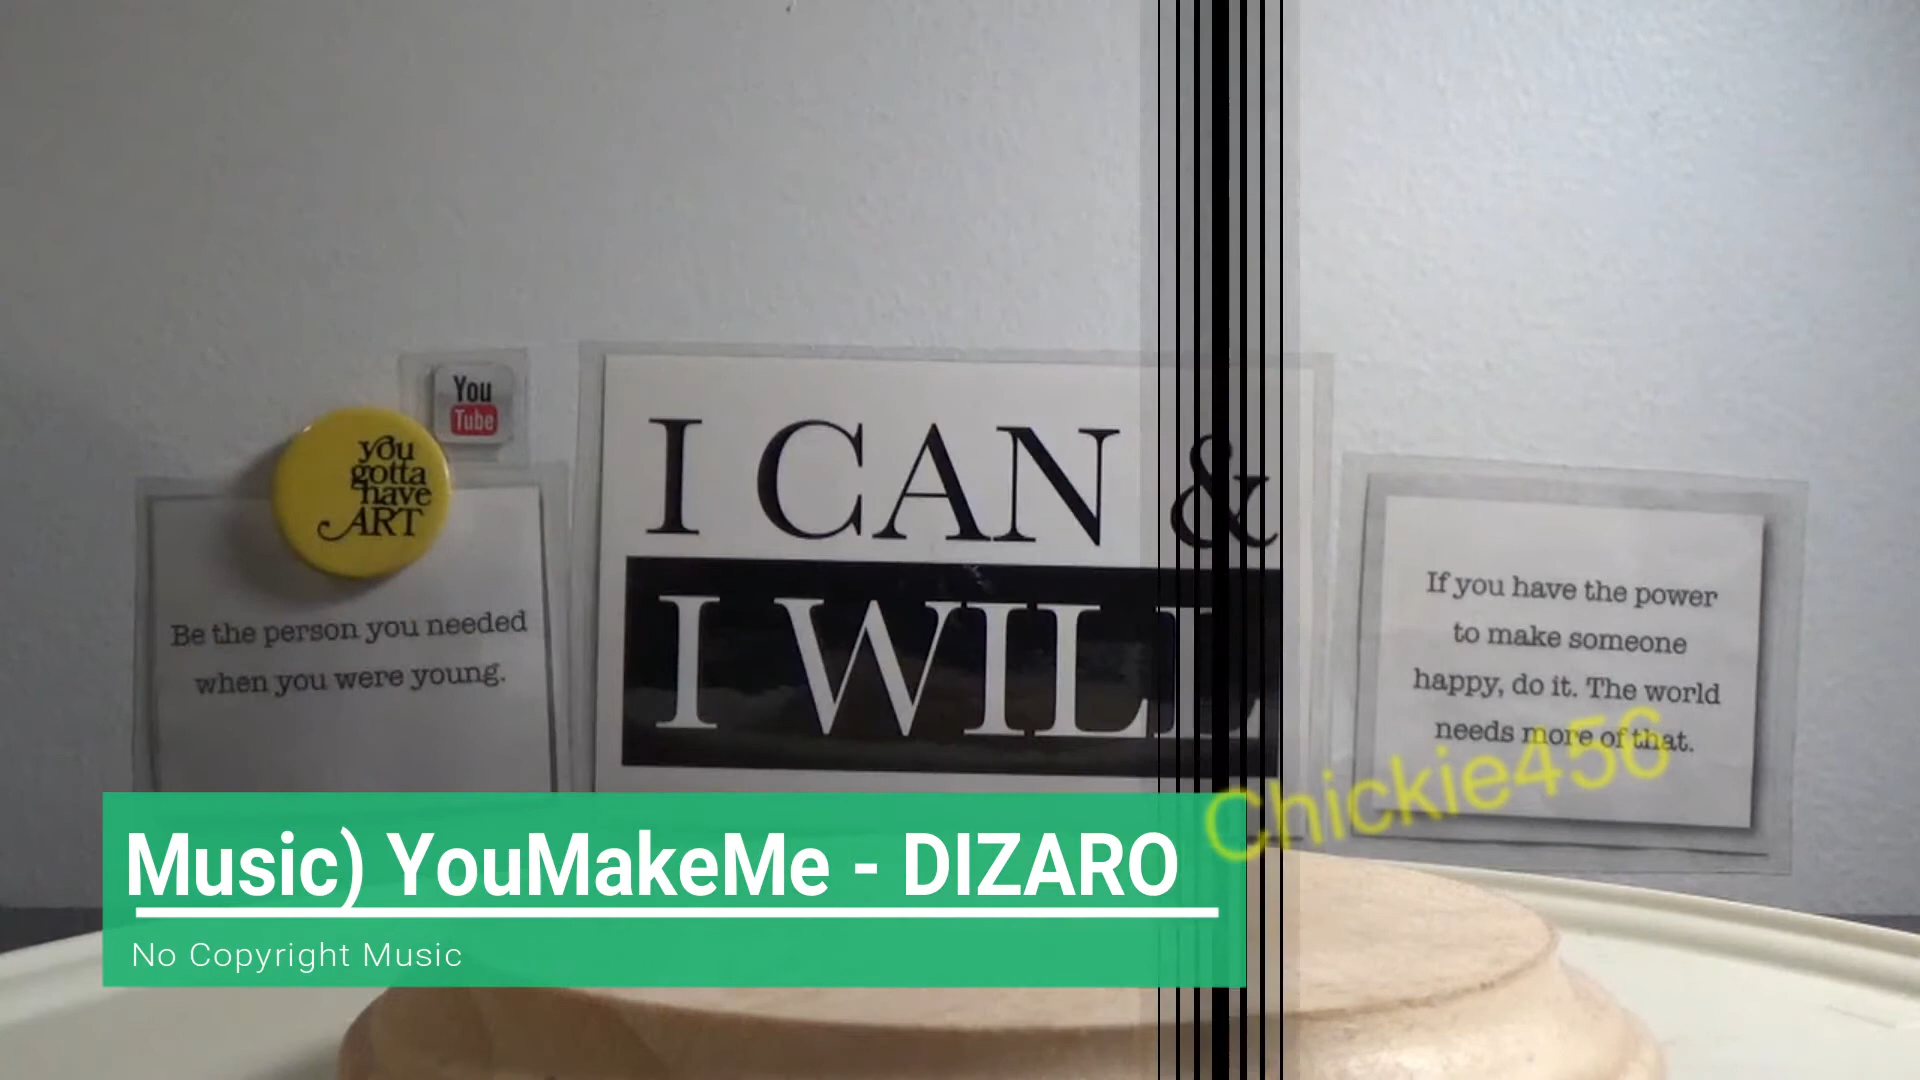 You
Tube
you
gotta
have
ART
Be the person you needed
when you were young.
I CAN &
I WILL
If you have the power
to make someone
happy, do it. The world
needs more of that.
Chickie456
Music) YouMakeMe - DIZARO
No Copyright Music